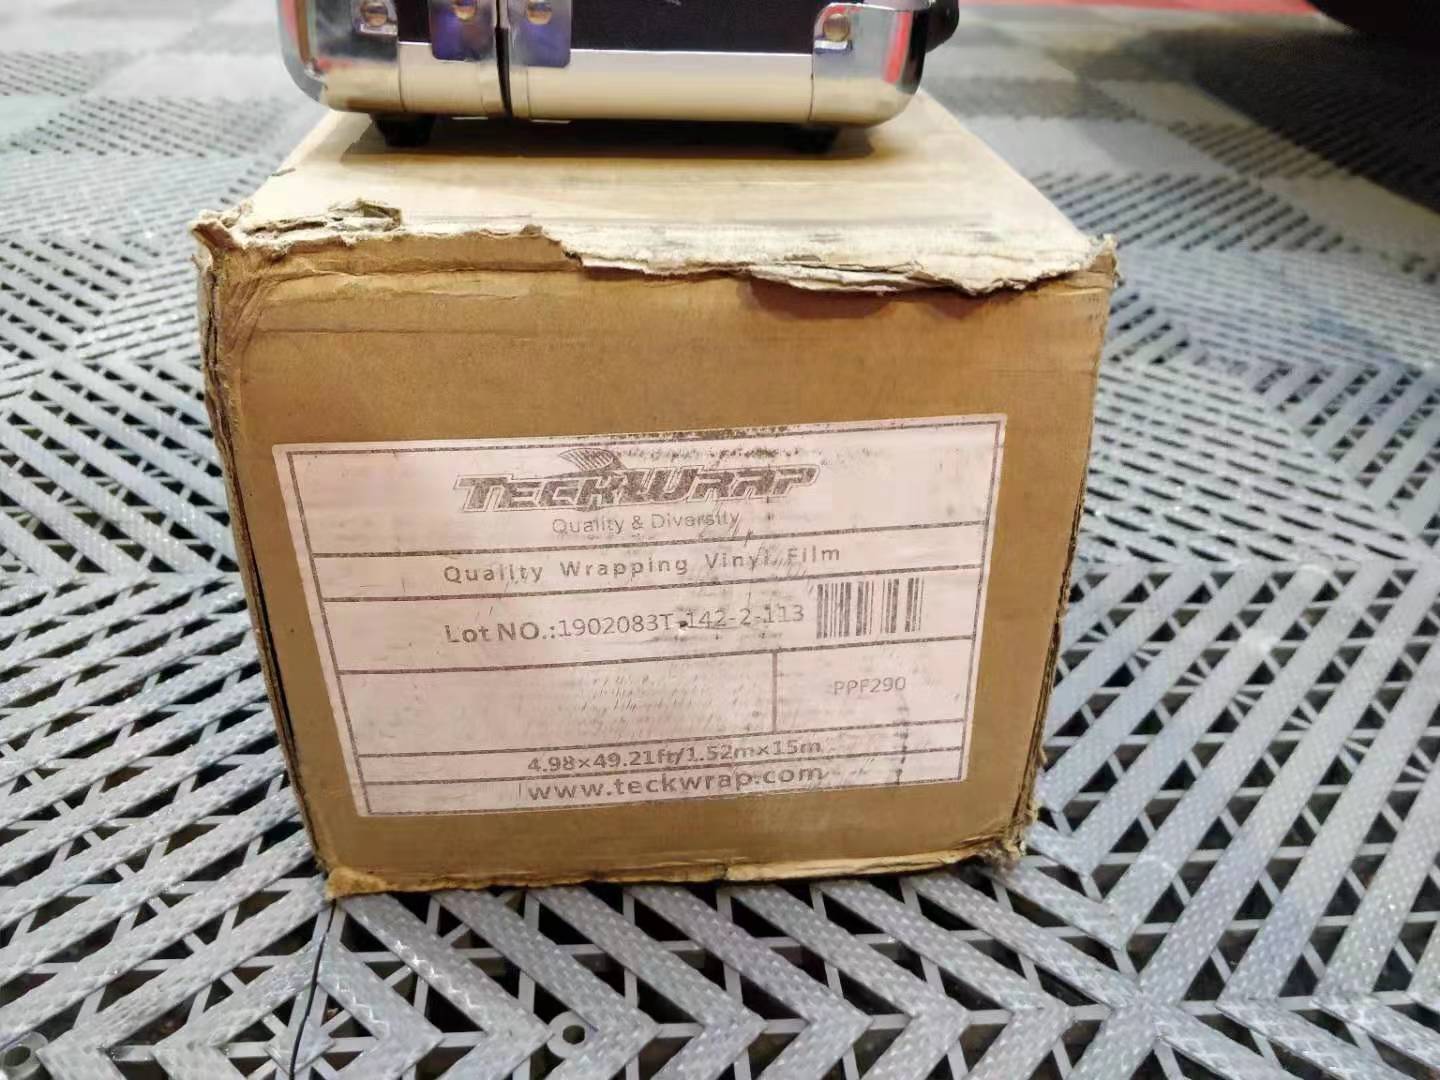 TECKWRAP
Quality & Diversity
Quality Wrapping Vinyl Film
Lot NO.:1902083T-142-2-113
PPF290
4.98×49.21ft/1.52m×15m
www.teckwrap.com